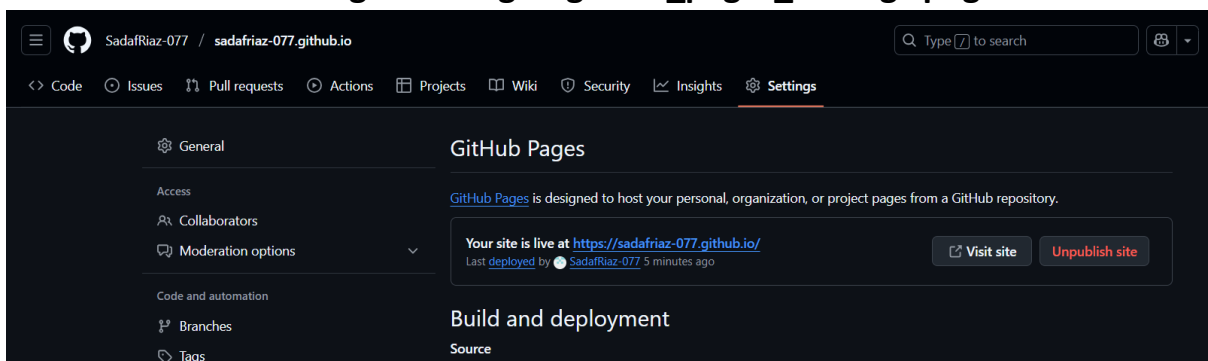 SadafRiaz-077 / sadafriaz-077.github.io
Type / to search
Code Issues Pull requests Actions Projects Wiki Security Insights Settings
General
Access
Collaborators
Moderation options
Code and automation
Branches
Tags
GitHub Pages
GitHub Pages is designed to host your personal, organization, or project pages from a GitHub repository.
Your site is live at https://sadafriaz-077.github.io/
Last deployed by SadafRiaz-077 5 minutes ago
Visit site
Unpublish site
Build and deployment
Source